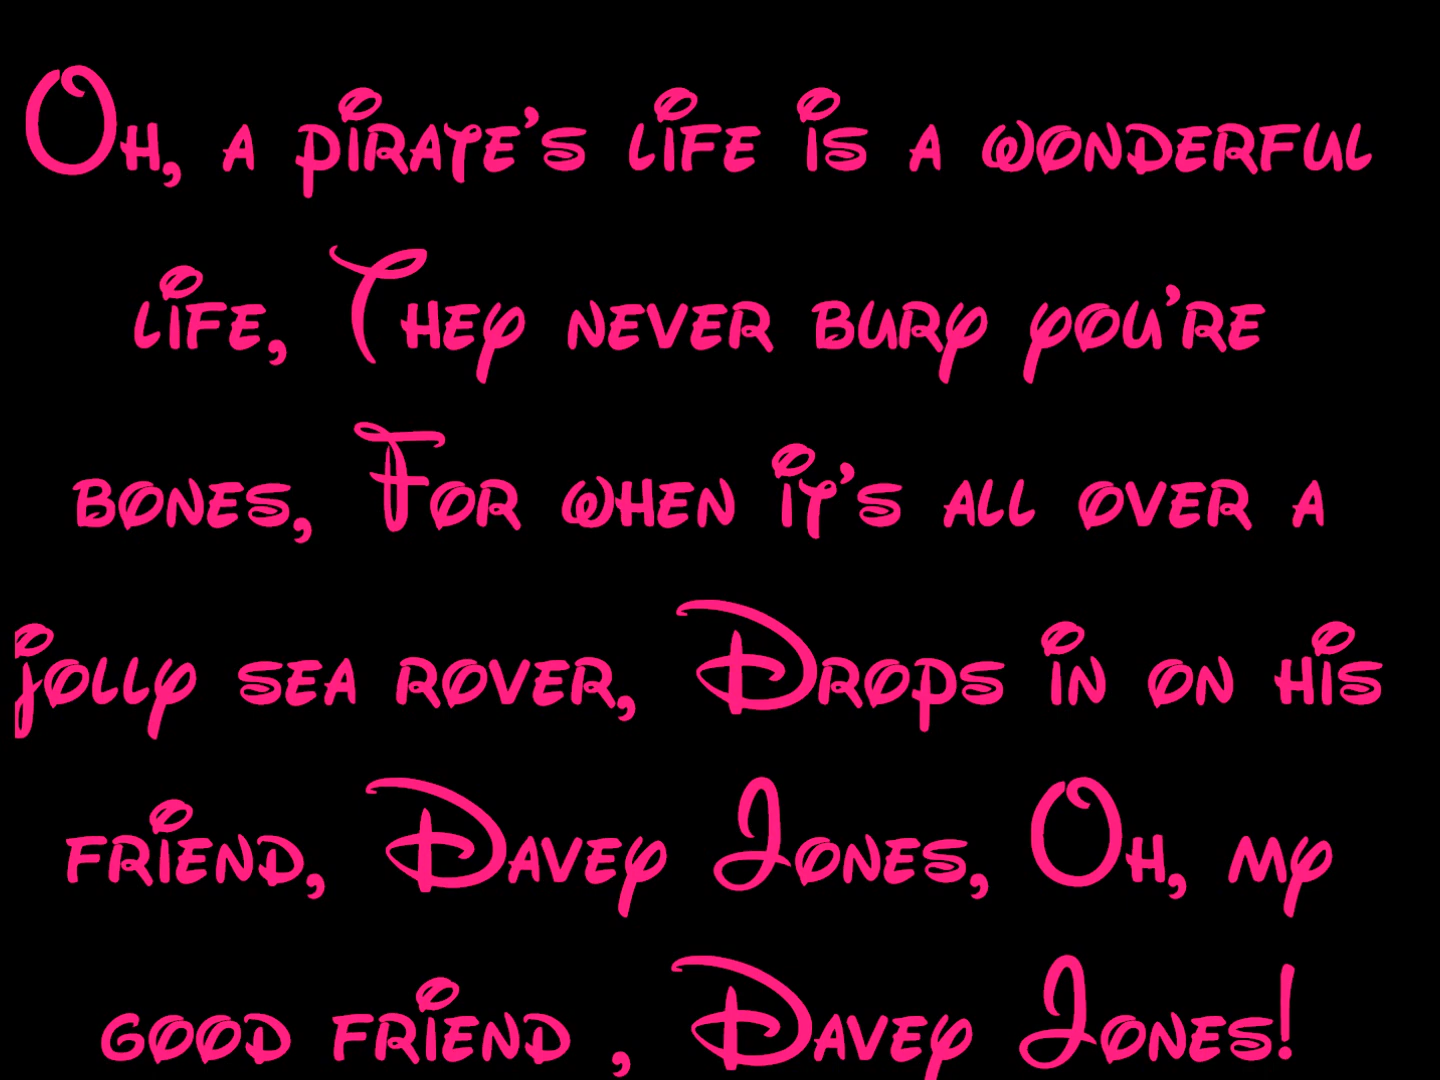 Oh, a pirate's life is a wonderful
life, They never bury you're
bones, For when it's all over a
jolly sea rover, Drops in on his
friend, Davey Jones, Oh, my
good friend , Davey Jones!